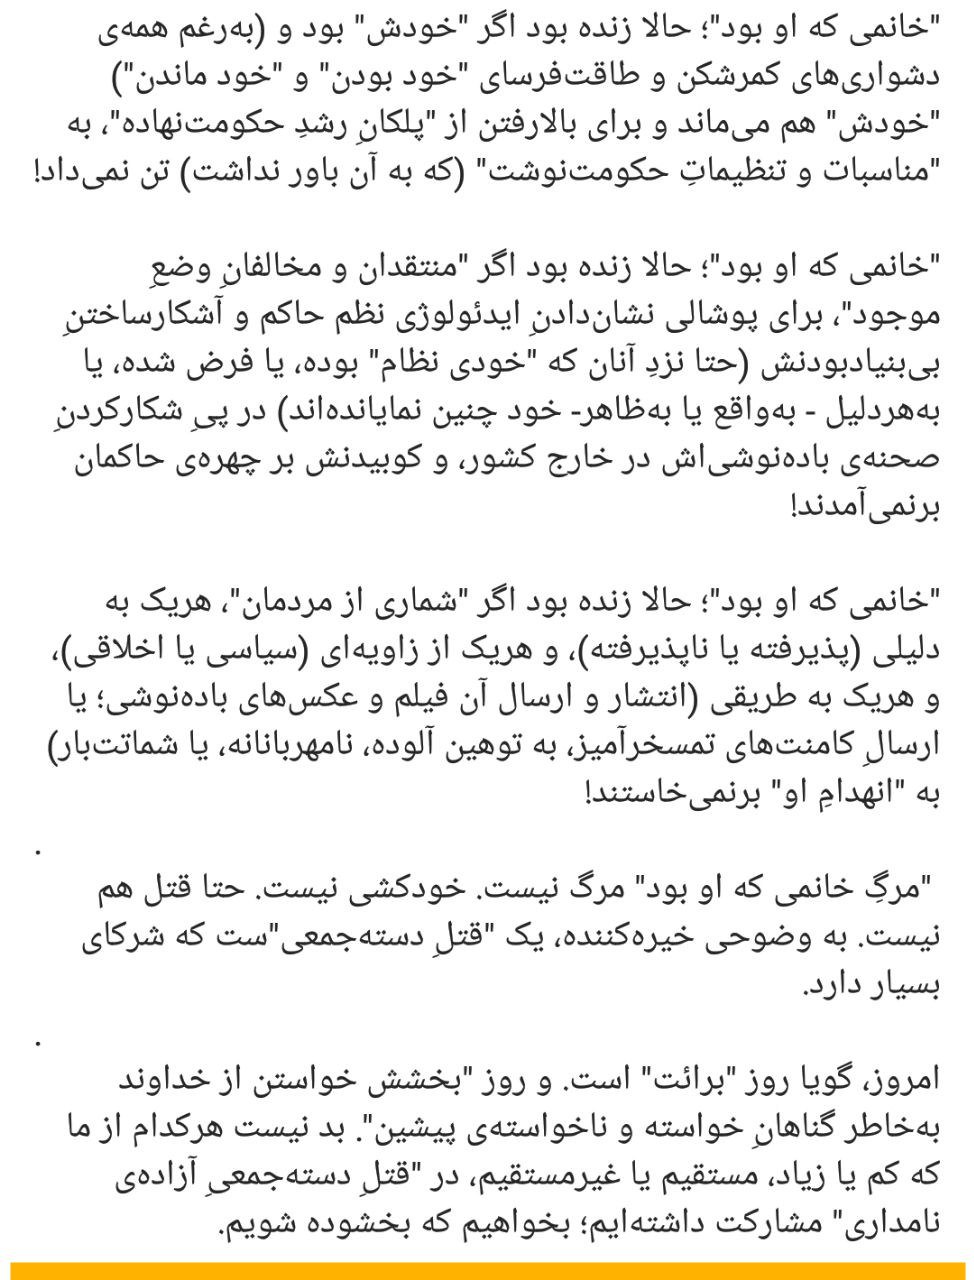 "خانمی که او بود"؛ حالا زنده بود اگر "خودش" بود و (به‌رغم همه‌ی
دشواری‌های کمرشکن و طاقت‌فرسای "خود بودن" و "خود ماندن")
"خودش" هم می‌ماند و برای بالارفتن از "پلکانِ رشدِ حکومت‌نهاده"، به
"مناسبات و تنظیماتِ حکومت‌نوشت" (که به آن باور نداشت) تن نمی‌داد!
"خانمی که او بود"؛ حالا زنده بود اگر "منتقدان و مخالفانِ وضعِ
موجود"، برای پوشالی نشان‌دادنِ ایدئولوژی نظم حاکم و آشکارساختنِ
بی‌بنیادبودنش (حتا نزدِ آنان که "خودی نظام" بوده، یا فرض شده، یا
به‌هردلیل - به‌واقع یا به‌ظاهر- خود چنین نمایانده‌اند) در پیِ شکارکردنِ
صحنه‌ی باده‌نوشی‌اش در خارج کشور، و کوبیدنش بر چهره‌ی حاکمان
برنمی‌آمدند!
"خانمی که او بود"؛ حالا زنده بود اگر "شماری از مردمان"، هریک به
دلیلی (پذیرفته یا ناپذیرفته)، و هریک از زاویه‌ای (سیاسی یا اخلاقی)،
و هریک به طریقی (انتشار و ارسال آن فیلم و عکس‌های باده‌نوشی؛ یا
ارسالِ کامنت‌های تمسخرآمیز، به توهین آلوده، نامهربانانه، یا شماتت‌بار)
به "انهدامِ او" برنمی‌خاستند!
.
"مرگِ خانمی که او بود" مرگ نیست. خودکشی نیست. حتا قتل هم
نیست. به وضوحی خیره‌کننده، یک "قتلِ دسته‌جمعی"ست که شرکای
بسیار دارد.
.
امروز، گویا روز "برائت" است. و روز "بخشش خواستن از خداوند
به‌خاطر گناهانِ خواسته و ناخواسته‌ی پیشین". بد نیست هرکدام از ما
که کم یا زیاد، مستقیم یا غیرمستقیم، در "قتلِ دسته‌جمعیِ آزاده‌ی
نامداری" مشارکت داشته‌ایم؛ بخواهیم که بخشوده شویم.